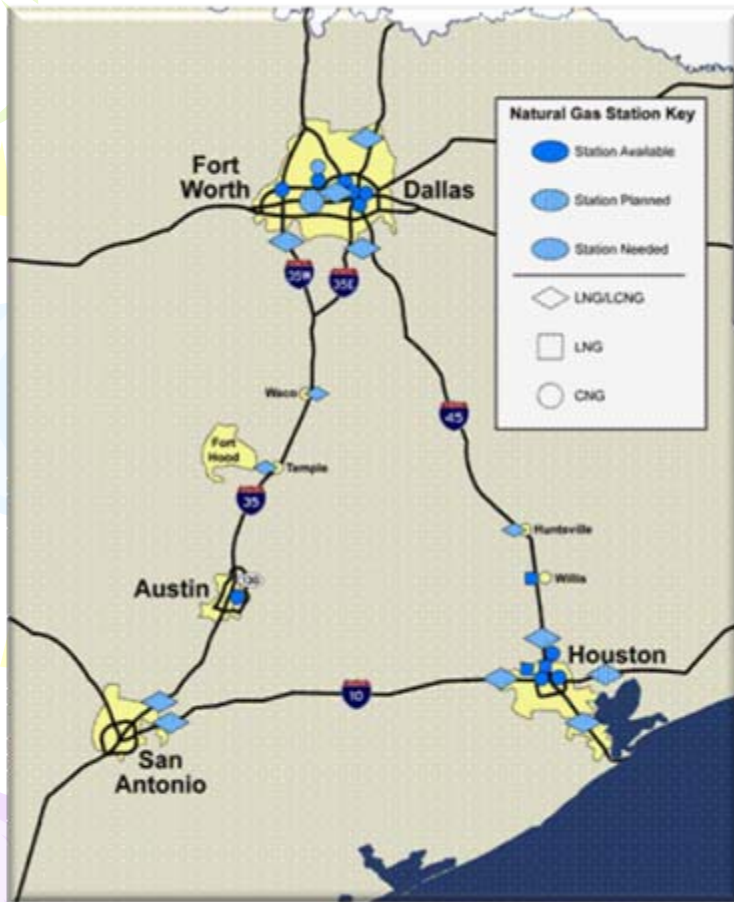 Natural Gas Station Key
Station Available
Station Planned
Station Needed
LNG/LCNG
LNG
CNG
Fort
Worth
Dallas
35W
35E
Waco
45
Fort
Hood
Temple
35
Huntsville
Willis
130
Austin
Houston
10
San
Antonio